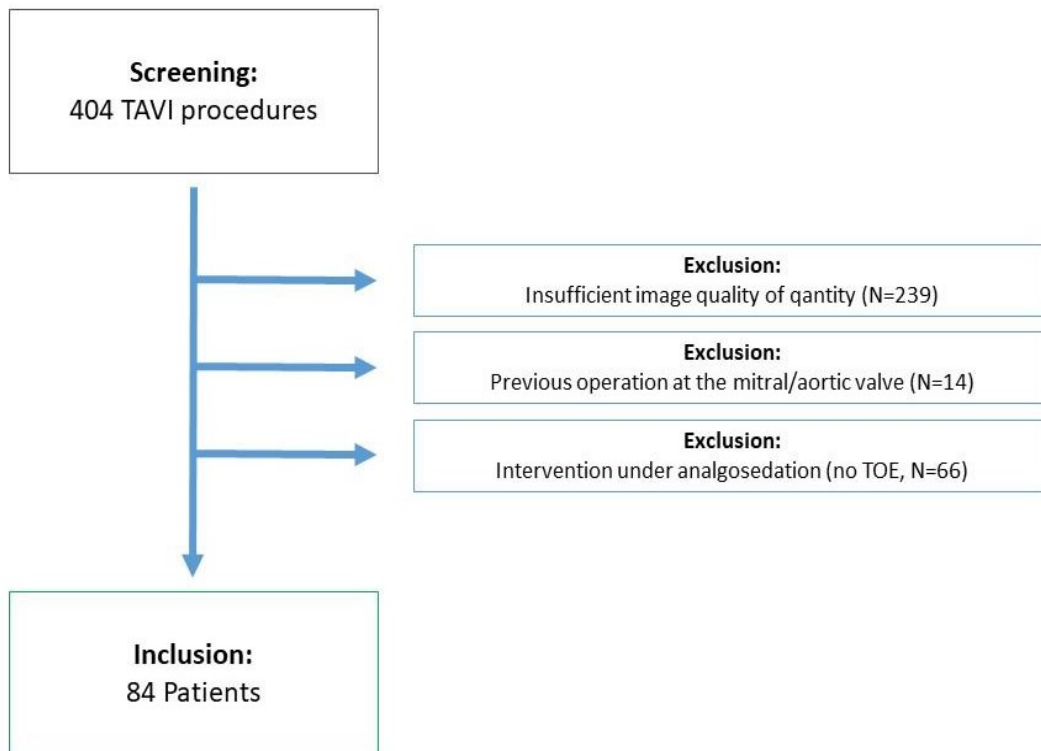 Screening:
404 TAVI procedures
Exclusion:
Insufficient image quality of qantity (N=239)
Exclusion:
Previous operation at the mitral/aortic valve (N=14)
Exclusion:
Intervention under analgosedation (no TOE, N=66)
Inclusion:
84 Patients